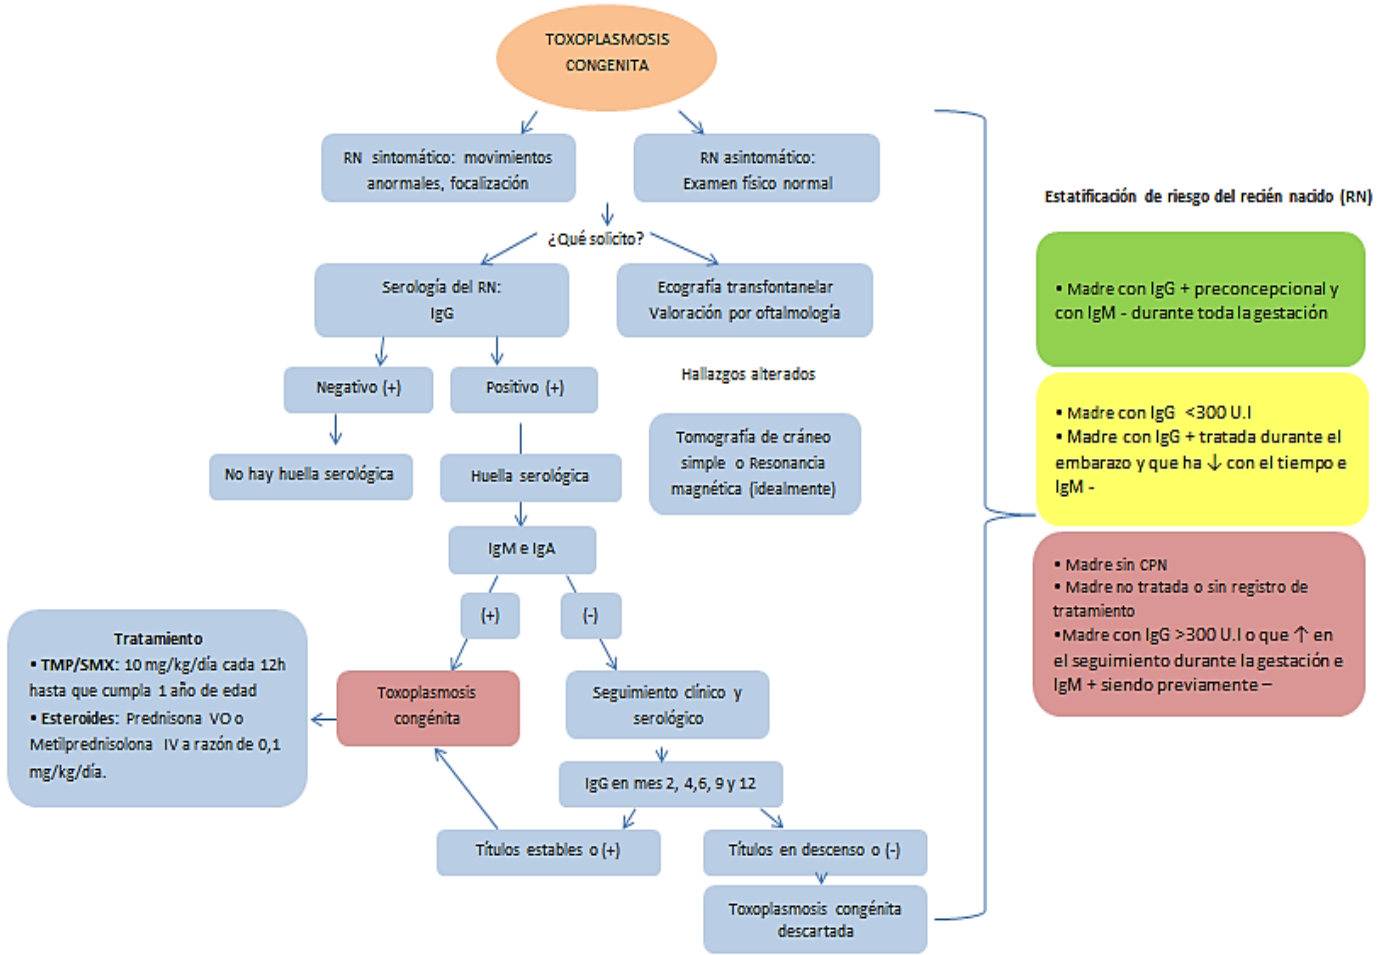 TOXOPLASMOSIS
CONGENITA
RN sintomático: movimientos
anormales, focalización
RN asintomático:
Examen físico normal
¿Qué solicito?
Serología del RN:
IgG
Ecografía transfontanelar
Valoración por oftalmología
Negativo (+)
Positivo (+)
Hallazgos alterados
No hay huella serológica
Huella serológica
Tomografía de cráneo
simple o Resonancia
magnética (idealmente)
IgM e IgA
(+)
(-)
Tratamiento
▪ TMP/SMX: 10 mg/kg/día cada 12h
hasta que cumpla 1 año de edad
▪ Esteroides: Prednisona VO o
Metilprednisolona IV a razón de 0,1
mg/kg/día.
Toxoplasmosis
congénita
Seguimiento clínico y
serológico
IgG en mes 2, 4,6, 9 y 12
Títulos estables o (+)
Títulos en descenso o (-)
Toxoplasmosis congénita
descartada
Estatificación de riesgo del recién nacido (RN)
▪ Madre con IgG + preconcepcional y
con IgM - durante toda la gestación
▪ Madre con IgG <300 U.I
▪ Madre con IgG + tratada durante el
embarazo y que ha ↓ con el tiempo e
IgM -
▪ Madre sin CPN
▪ Madre no tratada o sin registro de
tratamiento
▪Madre con IgG >300 U.I o que ↑ en
el seguimiento durante la gestación e
IgM + siendo previamente –